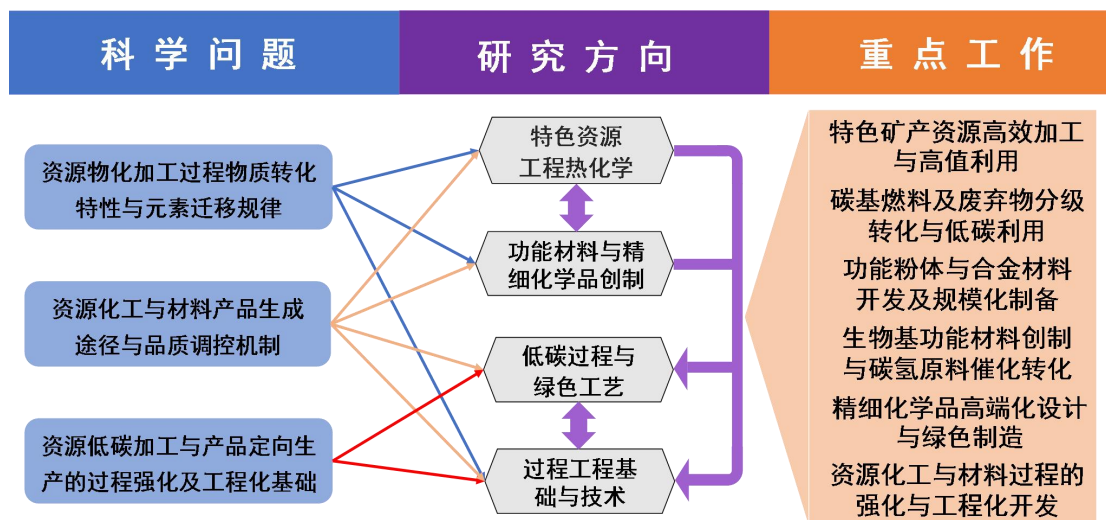 科学问题
研究方向
重点工作
资源物化加工过程物质转化
特性与元素迁移规律
资源化工与材料产品生成
途径与品质调控机制
资源低碳加工与产品定向生
产的过程强化及工程化基础
特色资源
工程热化学
功能材料与精
细化学品创制
低碳过程与
绿色工艺
过程工程基
础与技术
特色矿产资源高效加工
与高值利用
碳基燃料及废弃物分级
转化与低碳利用
功能粉体与合金材料
开发及规模化制备
生物基功能材料创制
与碳氢原料催化转化
精细化学品高端化设计
与绿色制造
资源化工与材料过程的
强化与工程化开发